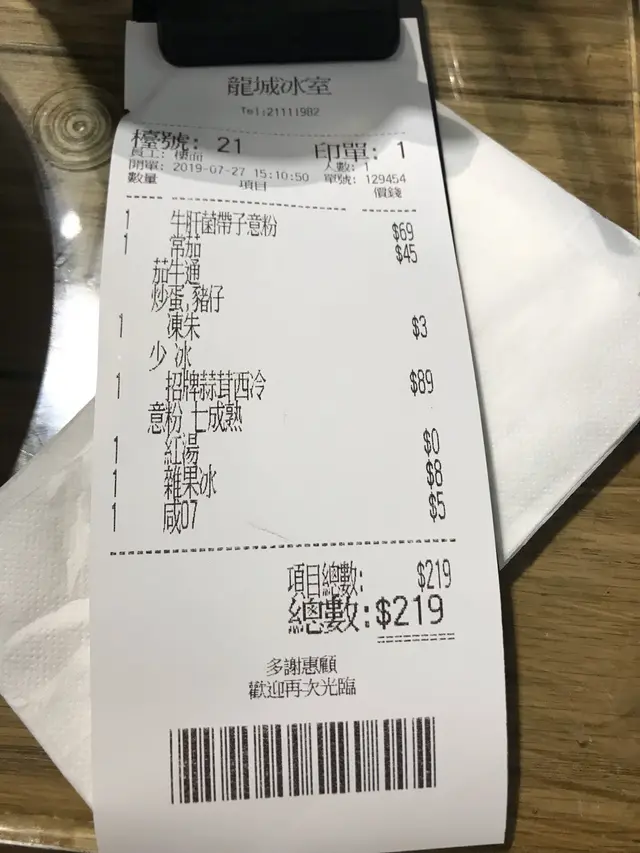 龍城冰室
Tel:21111982
檯號: 21 印單: 1
員工: 樓面 人數: 1
開單: 2019-07-27 15:10:50 單號: 129454
數量 項目 價錢
1 牛肝菌帶子意粉 $69
1 常茄 $45
茄牛通
炒蛋,豬仔
1 凍朱 $3
少 冰
1 招牌蒜茸西冷 $89
意粉 七成熟
1 紅湯 $0
1 雜果冰 $8
1 咸07 $5
項目總數: $219
總數:$219
多謝惠顧
歡迎再次光臨